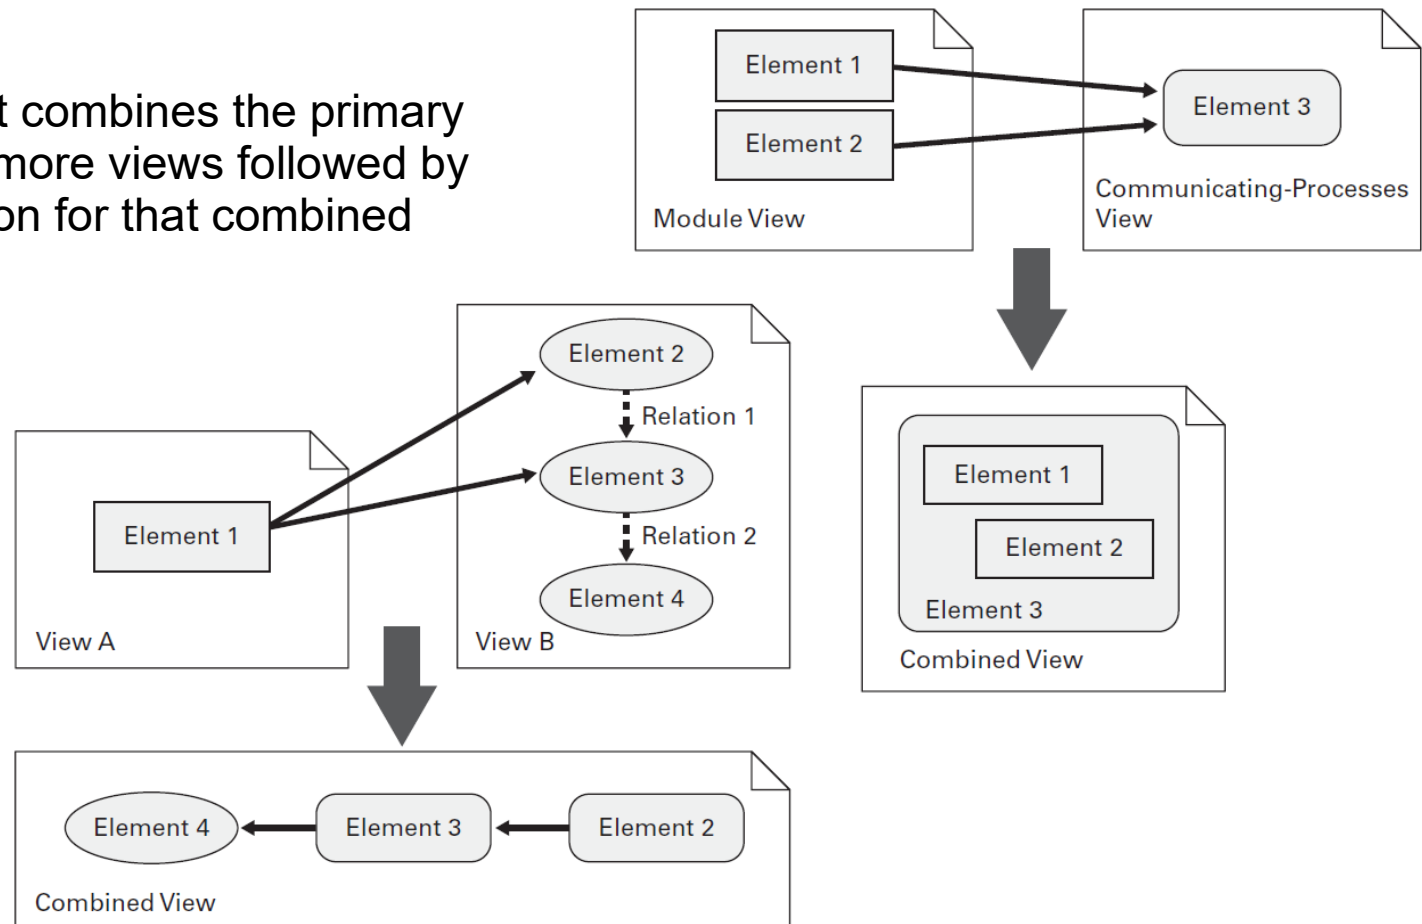 t combines the primary
more views followed by
on for that combined
Element 1
Element 2
Module View
Element 3
Communicating-Processes
View
Element 1
Element 2
Element 3
Combined View
Element 1
View A
Element 2
Relation 1
Element 3
Relation 2
Element 4
View B
Element 4
Element 3
Element 2
Combined View